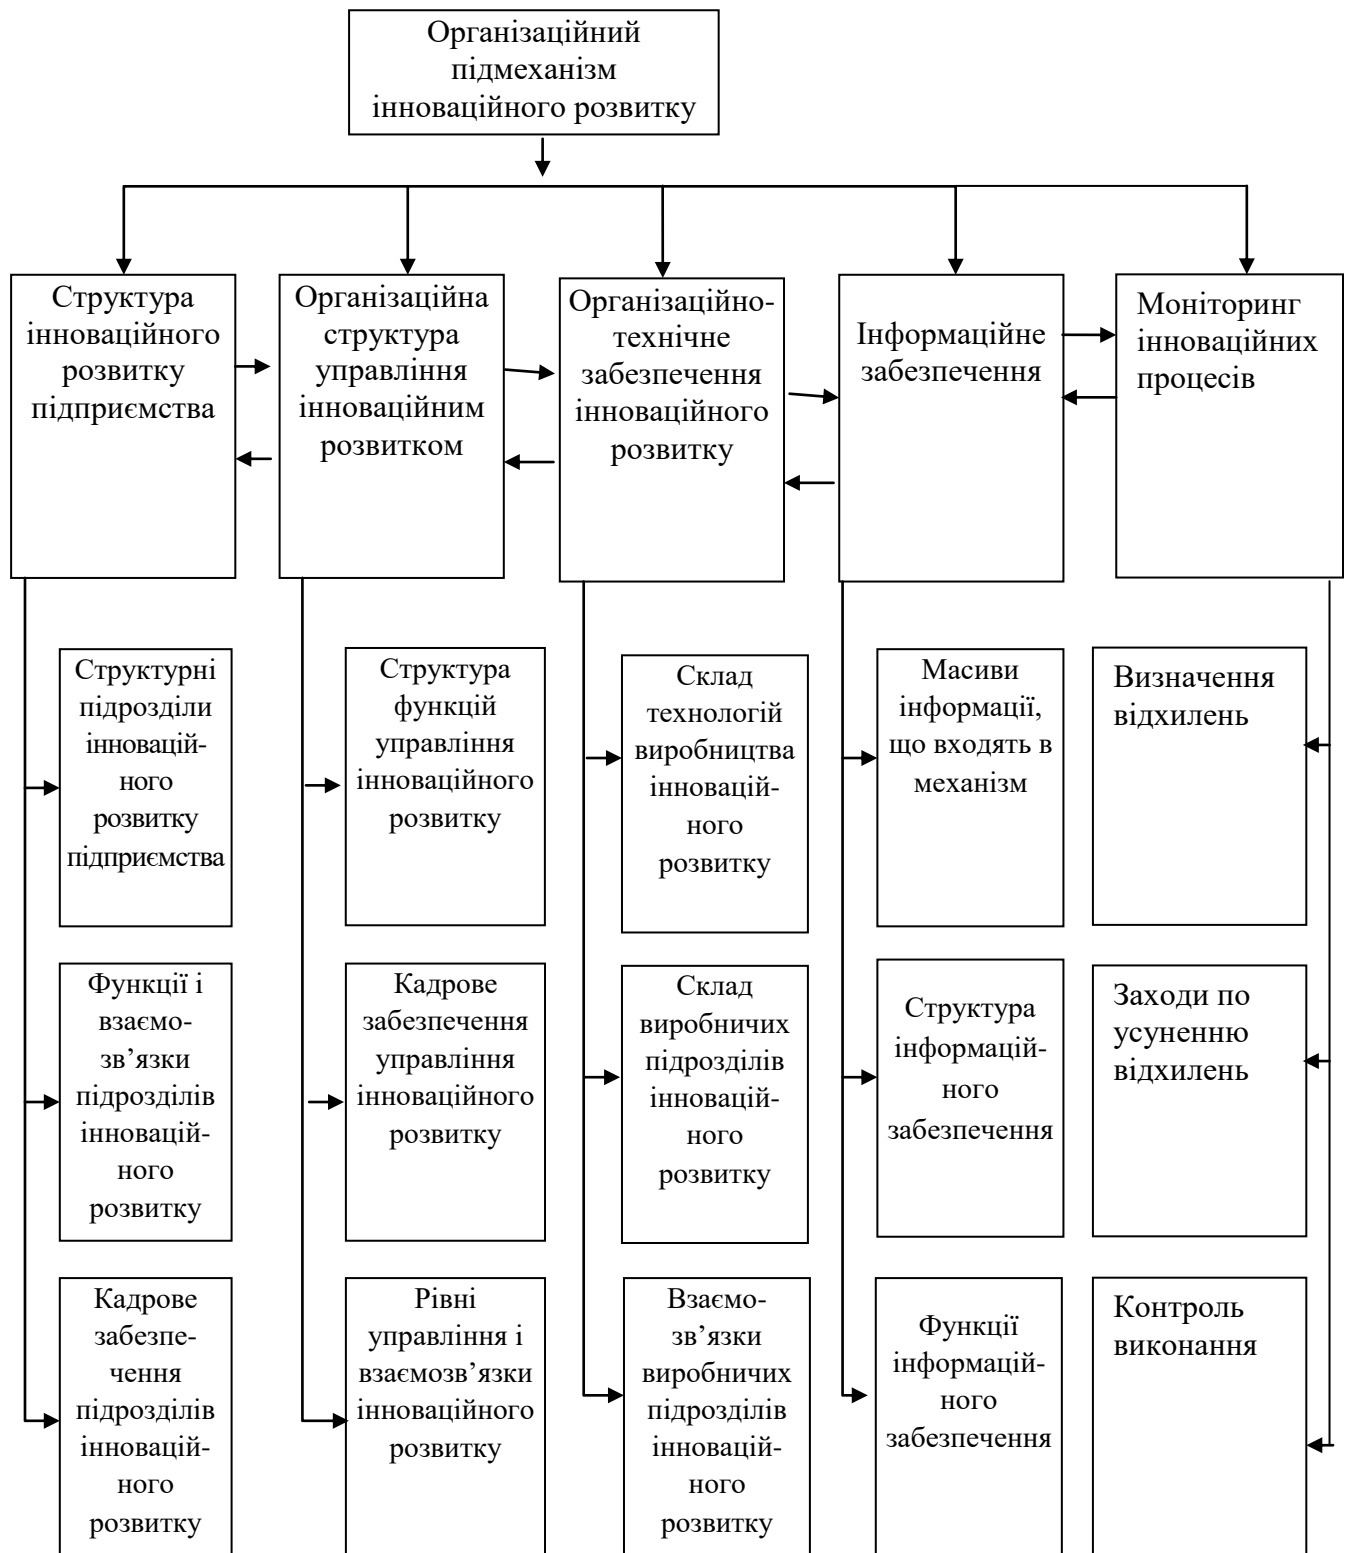 Організаційний
підмеханізм
інноваційного розвитку
Структура
інноваційного
розвитку
підприємства
Організаційна
структура
управління
інноваційним
розвитком
Організаційно-
технічне
забезпечення
інноваційного
розвитку
Інформаційне
забезпечення
Моніторинг
інноваційних
процесів
Структурні
підрозділи
інновацій-
ного
розвитку
підприємства
Структура
функцій
управління
інноваційного
розвитку
Склад
технологій
виробництва
інновацій-
ного
розвитку
Масиви
інформації,
що входять в
механізм
Визначення
відхилень
Функції і
взаємо-
зв’язки
підрозділів
інновацій-
ного
розвитку
Кадрове
забезпечення
управління
інноваційного
розвитку
Склад
виробничих
підрозділів
інновацій-
ного
розвитку
Структура
інформацій-
ного
забезпечення
Заходи по
усуненню
відхилень
Кадрове
забезпе-
чення
підрозділів
інновацій-
ного
розвитку
Рівні
управління і
взаємозв’язки
інноваційного
розвитку
Взаємо-
зв’язки
виробничих
підрозділів
інновацій-
ного
розвитку
Функції
інформацій-
ного
забезпечення
Контроль
виконання